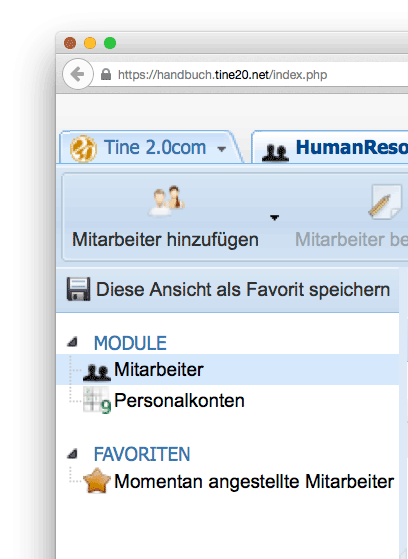 https://handbuch.tine20.net/index.php
Tine 2.0com HumanReso
Mitarbeiter hinzufügen Mitarbeiter be
Diese Ansicht als Favorit speichern
MODULE
Mitarbeiter
9 Personalkonten
FAVORITEN
Momentan angestellte Mitarbeiter